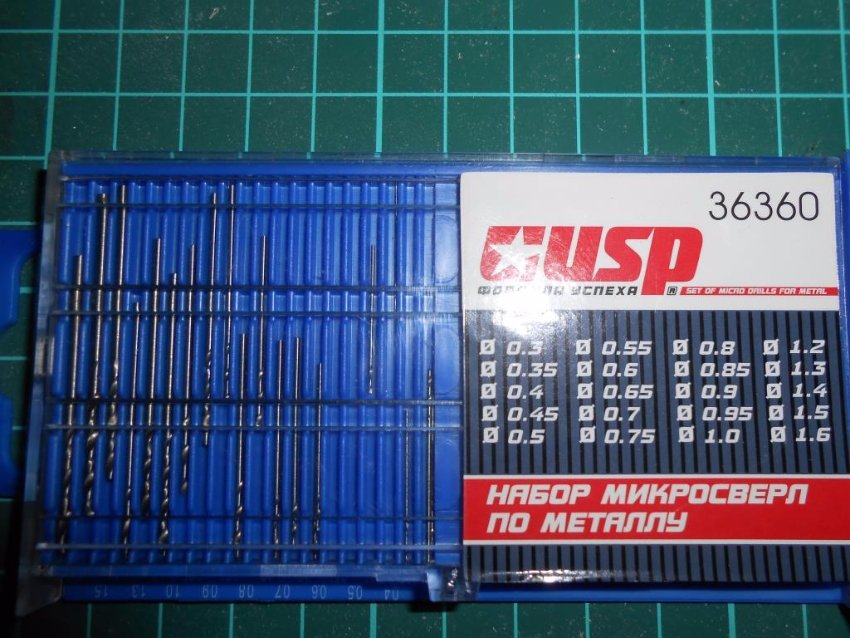 36360
CUSP
ФОРМУЛА УСПЕХА ® SET OF MICRO DRILLS FOR METAL
Ø 0.3 Ø 0.55 Ø 0.8 Ø 1.2
Ø 0.35 Ø 0.6 Ø 0.85 Ø 1.3
Ø 0.4 Ø 0.65 Ø 0.9 Ø 1.4
Ø 0.45 Ø 0.7 Ø 0.95 Ø 1.5
Ø 0.5 Ø 0.75 Ø 1.0 Ø 1.6
НАБОР МИКРОСВЕРЛ
ПО МЕТАЛЛУ